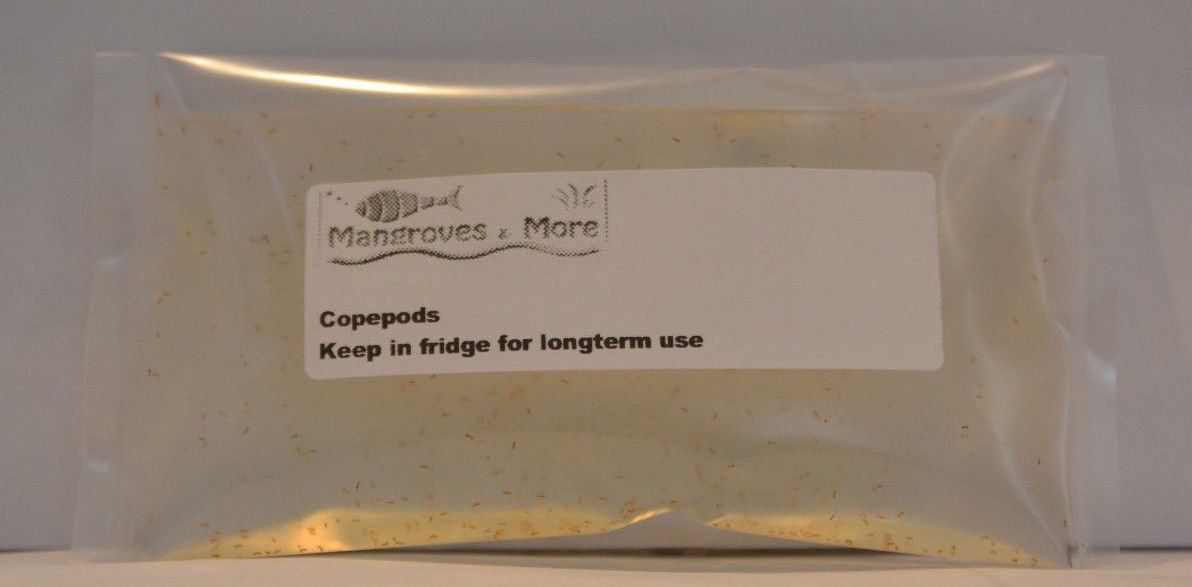 Mangroves & More
Copepods
Keep in fridge for longterm use